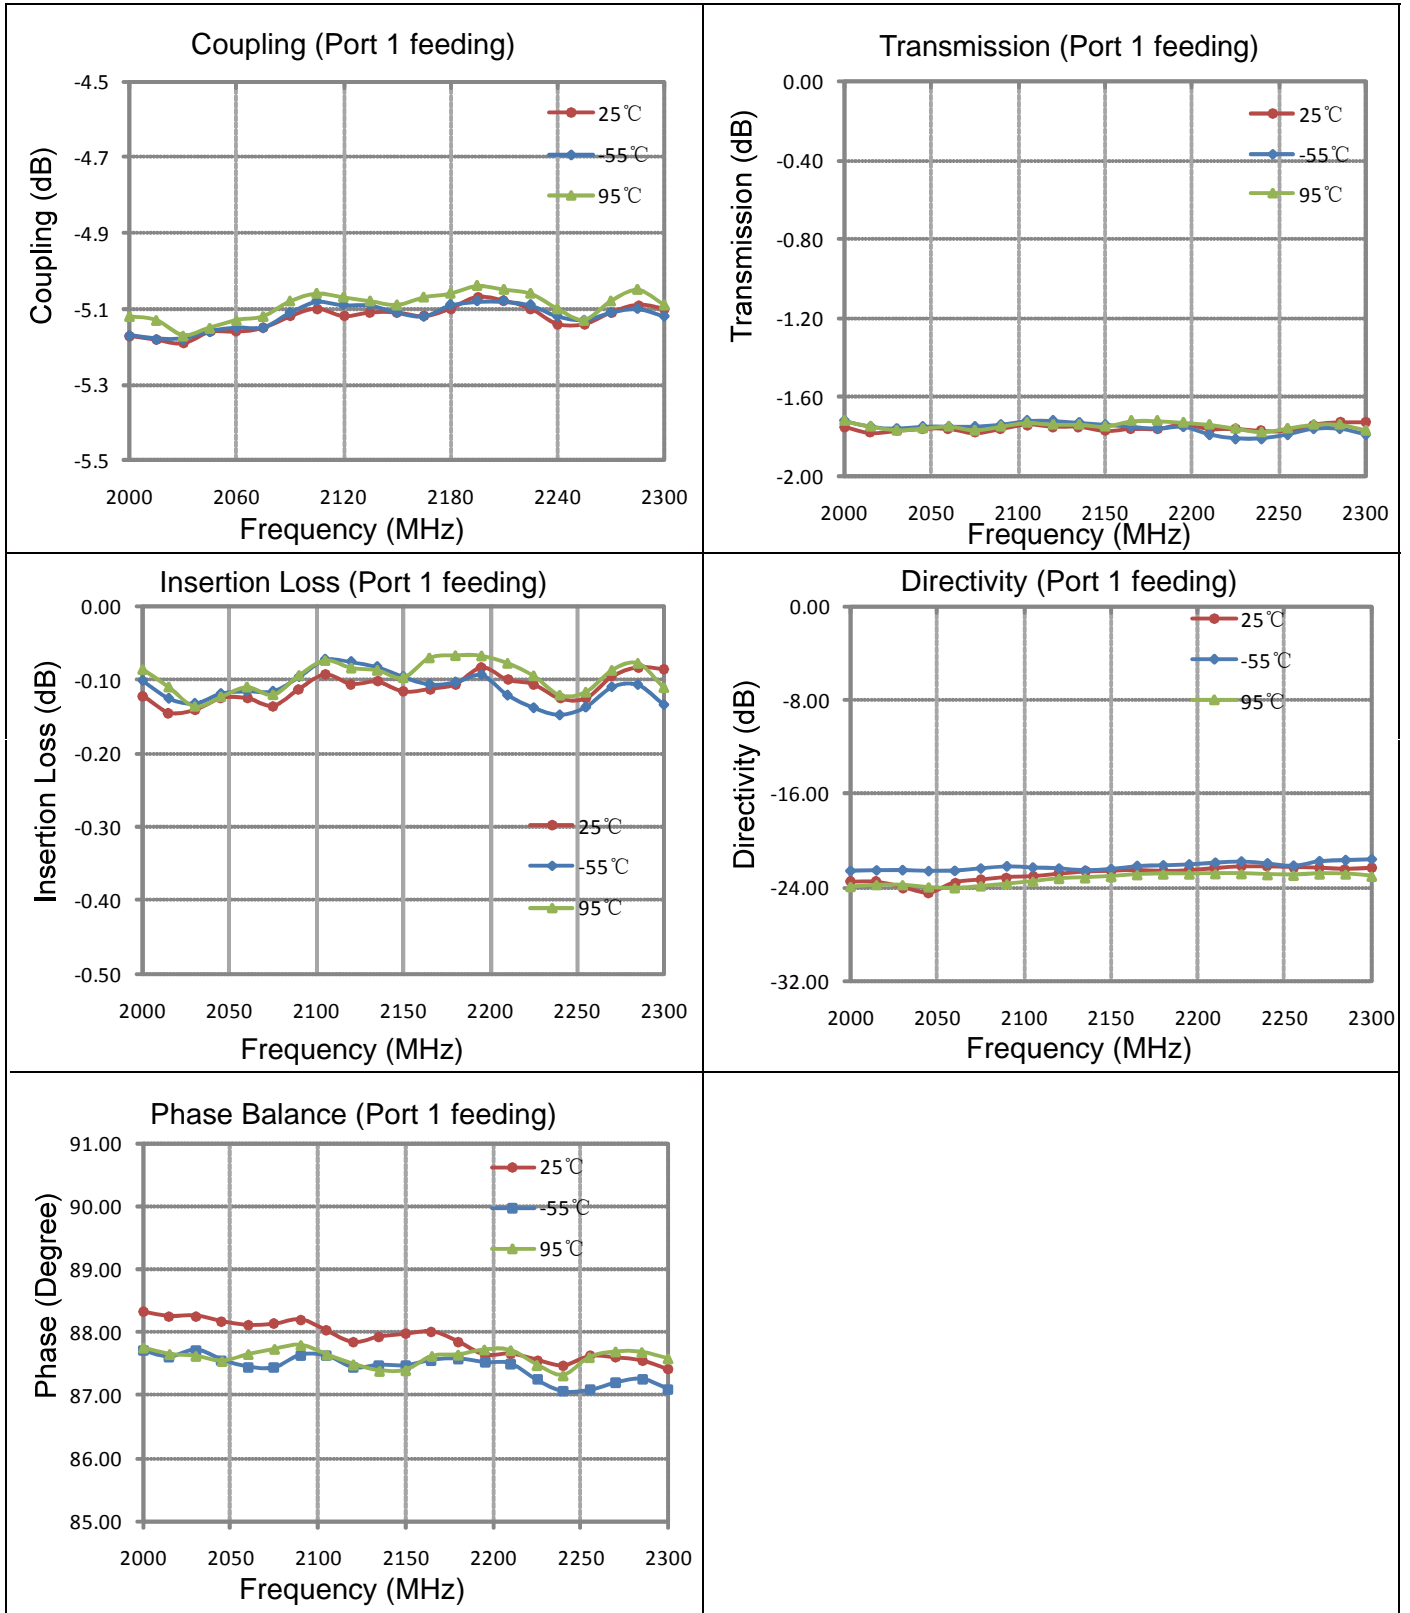 Coupling (Port 1 feeding)
Coupling (dB)
-4.5
-4.7
-4.9
-5.1
-5.3
-5.5
25℃
-55℃
95℃
2000 2060 2120 2180 2240 2300
Frequency (MHz)
Transmission (Port 1 feeding)
Transmission (dB)
0.00
-0.40
-0.80
-1.20
-1.60
-2.00
25℃
-55℃
95℃
2000 2050 2100 2150 2200 2250 2300
Frequency (MHz)
Insertion Loss (Port 1 feeding)
Insertion Loss (dB)
0.00
-0.10
-0.20
-0.30
-0.40
-0.50
25℃
-55℃
95℃
2000 2050 2100 2150 2200 2250 2300
Frequency (MHz)
Directivity (Port 1 feeding)
Directivity (dB)
0.00
-8.00
-16.00
-24.00
-32.00
25℃
-55℃
95℃
2000 2050 2100 2150 2200 2250 2300
Frequency (MHz)
Phase Balance (Port 1 feeding)
Phase (Degree)
91.00
90.00
89.00
88.00
87.00
86.00
85.00
25℃
-55℃
95℃
2000 2050 2100 2150 2200 2250 2300
Frequency (MHz)